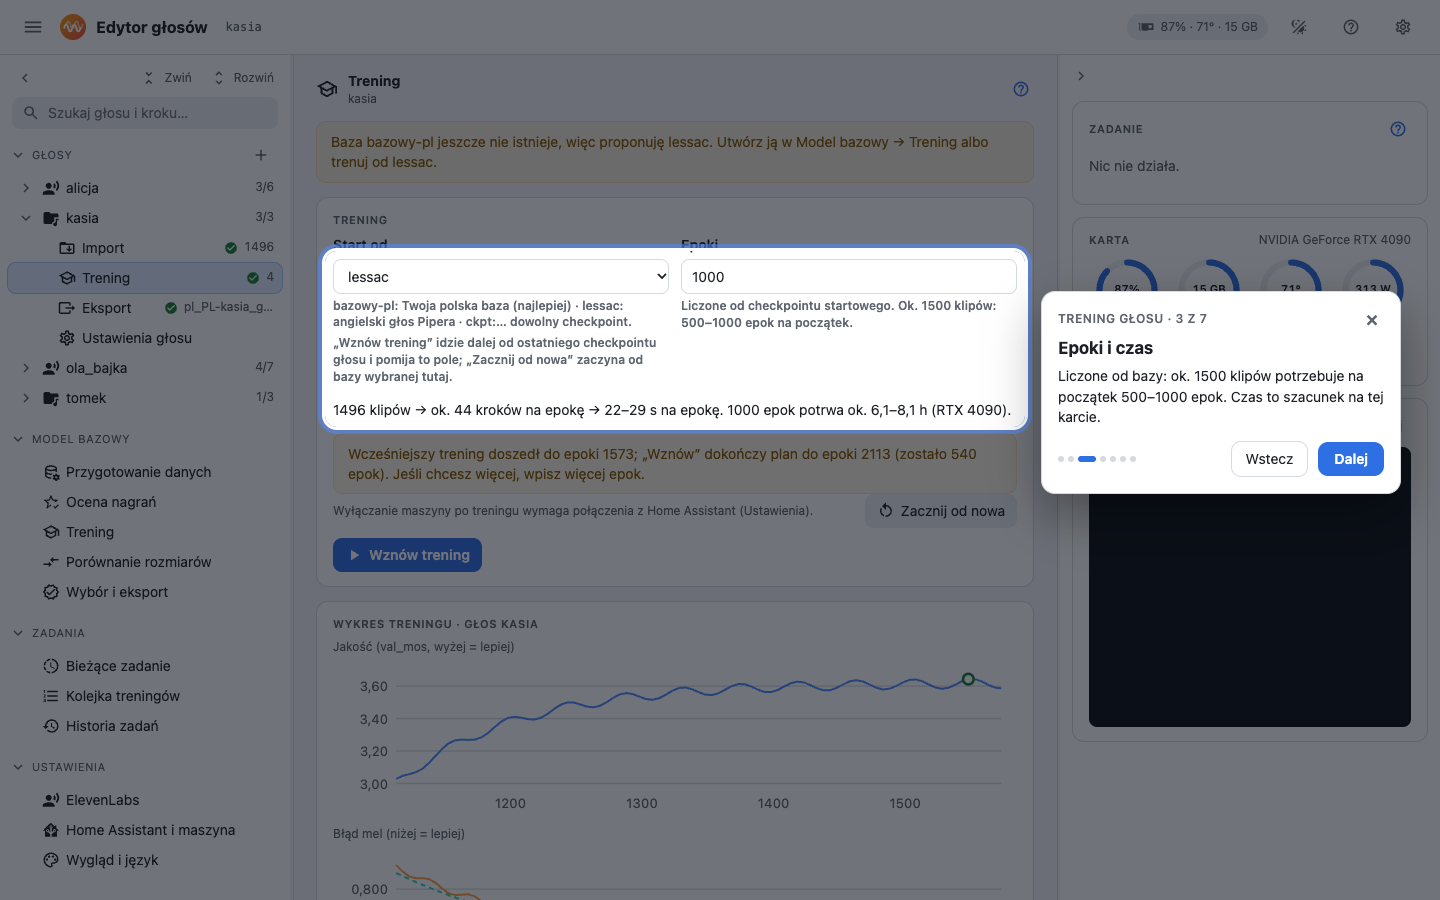 Edytor głosów
kasia
87% · 71° · 15 GB
Zwiń
Rozwiń
Szukaj głosu i kroku...
GŁOSY
alicja
3/6
kasia
3/3
Import
1496
Trening
4
Eksport
pl_PL-kasia_g...
Ustawienia głosu
ola_bajka
4/7
tomek
1/3
MODEL BAZOWY
Przygotowanie danych
Ocena nagrań
Trening
Porównanie rozmiarów
Wybór i eksport
ZADANIA
Bieżące zadanie
Kolejka treningów
Historia zadań
USTAWIENIA
ElevenLabs
Home Assistant i maszyna
Wygląd i język
Trening
kasia
Baza bazowy-pl jeszcze nie istnieje, więc proponuję lessac. Utwórz ją w Model bazowy → Trening albo
trenuj od lessac.
TRENING
Start od
Epoki
lessac
1000
bazowy-pl: Twoja polska baza (najlepiej) · lessac:
angielski głos Pipera · ckpt:... dowolny checkpoint.
Liczone od checkpointu startowego. Ok. 1500 klipów:
500–1000 epok na początek.
„Wznów trening” idzie dalej od ostatniego checkpointu
głosu i pomija to pole; „Zacznij od nowa” zaczyna od
bazy wybranej tutaj.
1496 klipów → ok. 44 kroków na epokę → 22–29 s na epokę. 1000 epok potrwa ok. 6,1–8,1 h (RTX 4090).
Wcześniejszy trening doszedł do epoki 1573; „Wznów” dokończy plan do epoki 2113 (zostało 540
epok). Jeśli chcesz więcej, wpisz więcej epok.
Wyłączanie maszyny po treningu wymaga połączenia z Home Assistant (Ustawienia).
Zacznij od nowa
Wznów trening
WYKRES TRENINGU · GŁOS KASIA
Jakość (val_mos, wyżej = lepiej)
3,60
3,40
3,20
3,00
1200
1300
1400
1500
Błąd mel (niżej = lepiej)
0,800
ZADANIE
Nic nie działa.
KARTA
NVIDIA GeForce RTX 4090
87%
15 GB
71°
313 W
TRENING GŁOSU · 3 Z 7
Epoki i czas
Liczone od bazy: ok. 1500 klipów potrzebuje na
początek 500–1000 epok. Czas to szacunek na tej
karcie.
Wstecz
Dalej